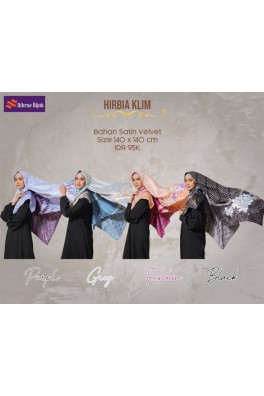 HIRBIA KLIM
Bahan Satin Velvet
Size 140 x 140 cm
IDR 95K
Purple
Grey
Black